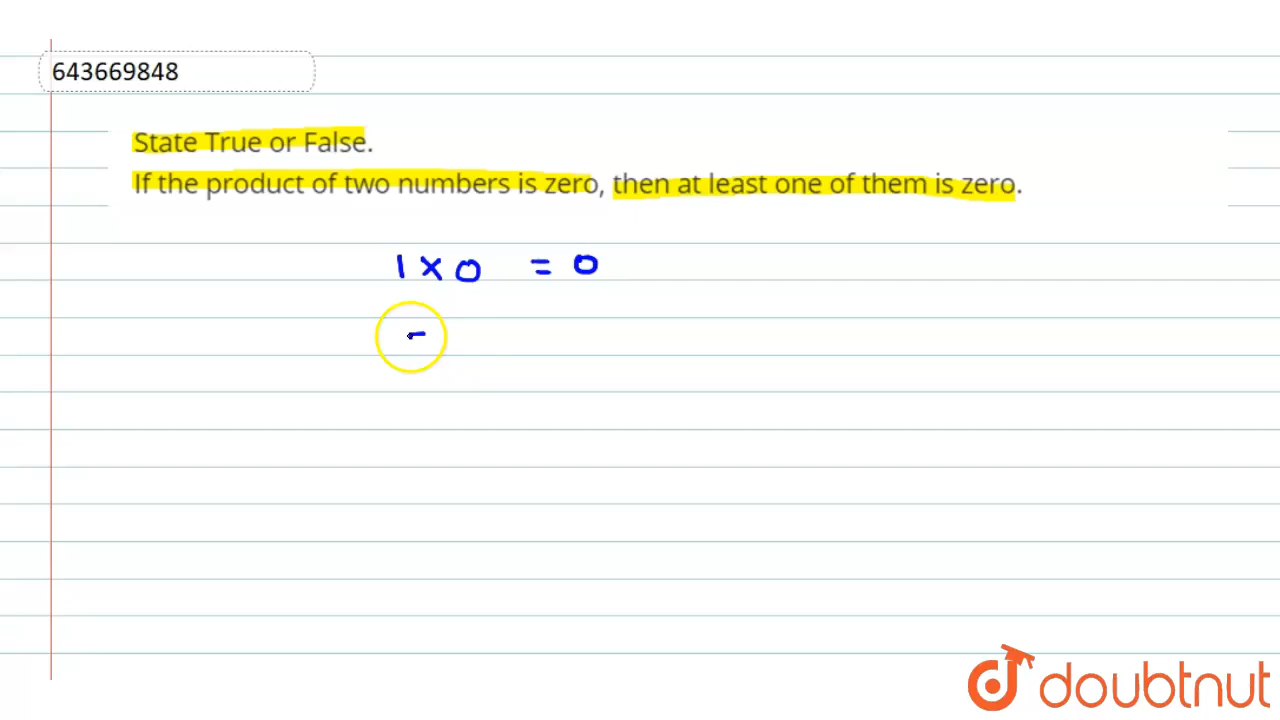 643669848
State True or False.
If the product of two numbers is zero, then at least one of them is zero.
1 × 0 = 0
doubtnut